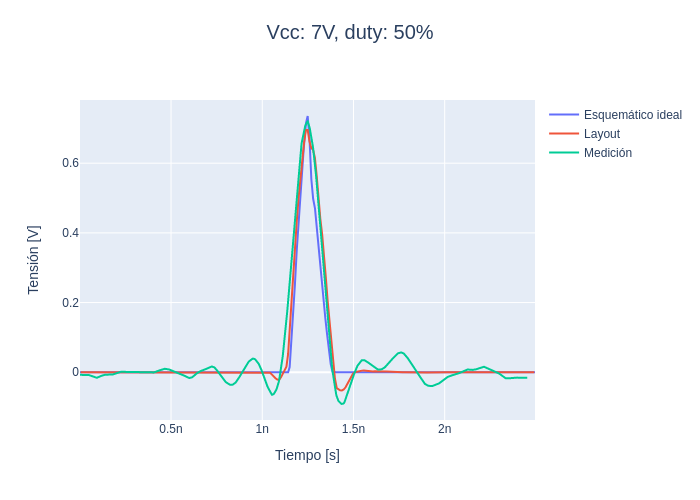 Vcc: 7V, duty: 50%
Esquemático ideal
Layout
Medición
0.6
0.4
0.2
0
Tensión [V]
0.5n
1n
1.5n
2n
Tiempo [s]